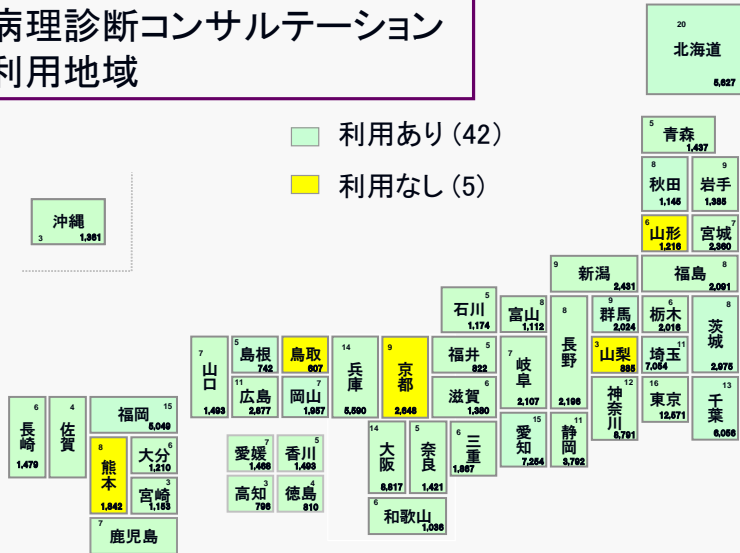 病理診断コンサルテーション
利用地域
利用あり (42)
利用なし (5)
20
北海道
5,627
5
青森
1,437
8
秋田
1,145
9
岩手
1,385
6
山形
1,216
7
宮城
2,360
沖縄
3
1,361
9
新潟
2,431
8
福島
2,091
5
石川
1,174
8
富山
1,112
8
長野
2,196
9
群馬
2,024
6
栃木
2,016
8
茨城
2,975
7
山口
1,493
5
島根
742
鳥取
607
14
兵庫
5,590
9
京都
2,648
5
福井
822
7
岐阜
2,107
3
山梨
885
11
埼玉
7,054
11
広島
2,877
7
岡山
1,957
6
滋賀
1,380
12
神奈川
8,791
16
東京
12,571
13
千葉
6,056
6
長崎
1,479
4
佐賀
15
福岡
5,049
7
愛媛
1,468
5
香川
1,493
14
大阪
8,817
5
奈良
1,421
6
三重
1,867
15
愛知
7,254
11
静岡
3,792
8
熊本
1,842
6
大分
1,210
3
宮崎
1,153
3
高知
796
4
徳島
810
6
和歌山
1,036
7
鹿児島